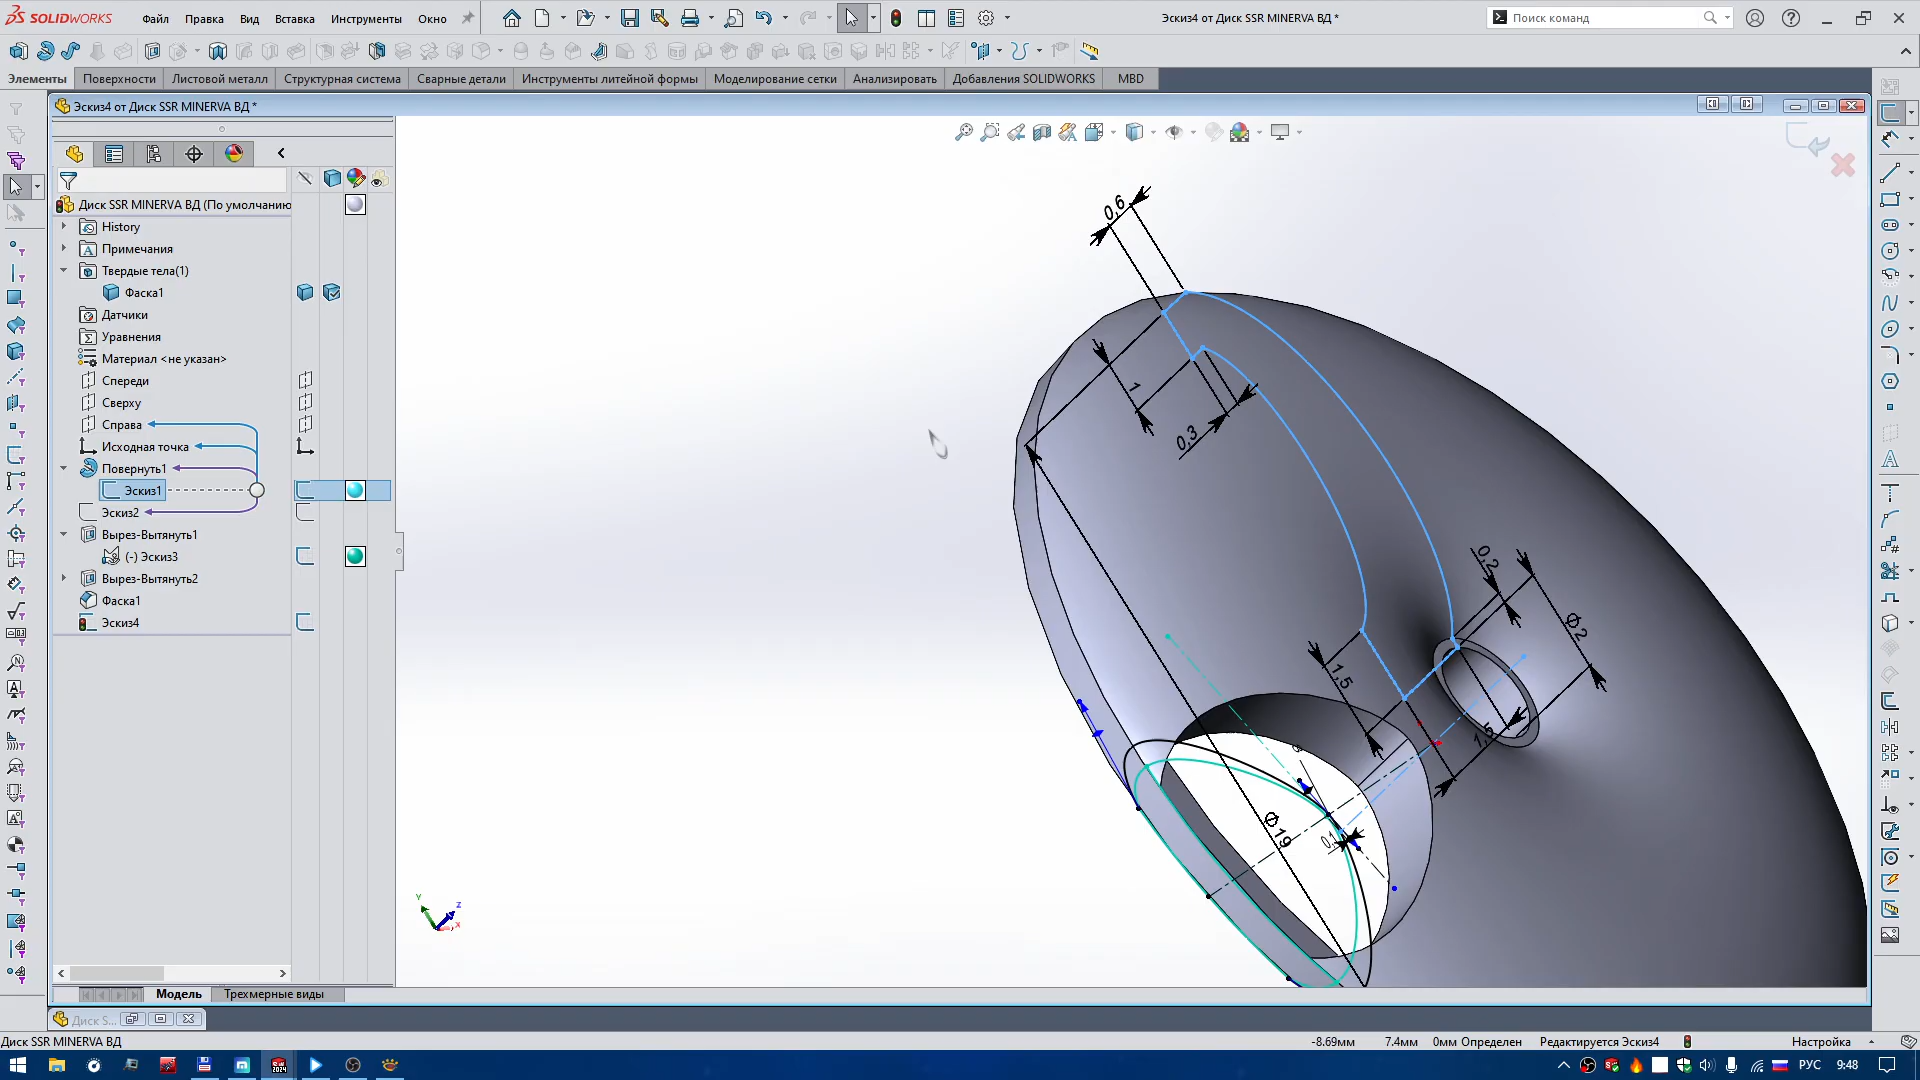 SOLIDWORKS
Файл
Правка
Вид
Вставка
Инструменты
Окно
Эскиз4 от Диск SSR MINERVA ВД *
Поиск команд
Элементы
Поверхности
Листовой металл
Структурная система
Сварные детали
Инструменты литейной формы
Моделирование сетки
Анализировать
Добавления SOLIDWORKS
MBD
Эскиз4 от Диск SSR MINERVA ВД *
Диск SSR MINERVA ВД (По умолчанию
History
Примечания
Твердые тела(1)
Фаска1
Датчики
Уравнения
Материал <не указан>
Спереди
Сверху
Справа
Исходная точка
Повернуть1
Эскиз1
Эскиз2
Вырез-Вытянуть1
(-) Эскиз3
Вырез-Вытянуть2
Фаска1
Эскиз4
0,6
1
0,3
0,2
Ø2
1,5
1,5
Ø19
Y
Z
X
Модель
Трехмерные виды
Диск S...
Диск SSR MINERVA ВД
-8.69мм
7.4мм
0мм
Определен
Редактируется Эскиз4
Настройка
РУС
9:48